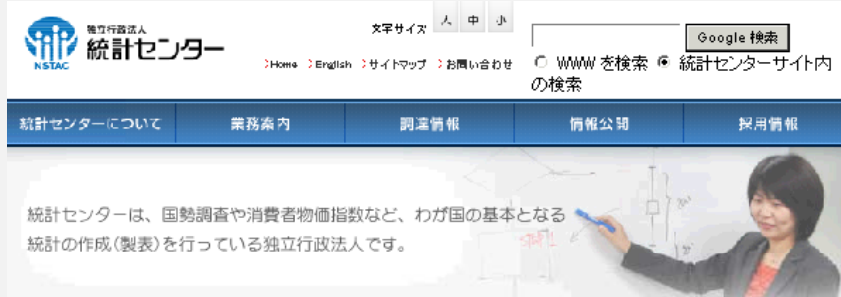 独立行政法人
統計センター
NSTAC
文字サイズ 大 中 小
Google 検索
>Home >English >サイトマップ >お問い合わせ
WWW を検索 統計センターサイト内
の検索
統計センターについて 業務案内 調達情報 情報公開 採用情報
統計センターは、国勢調査や消費者物価指数など、わが国の基本となる
統計の作成(製表)を行っている独立行政法人です。